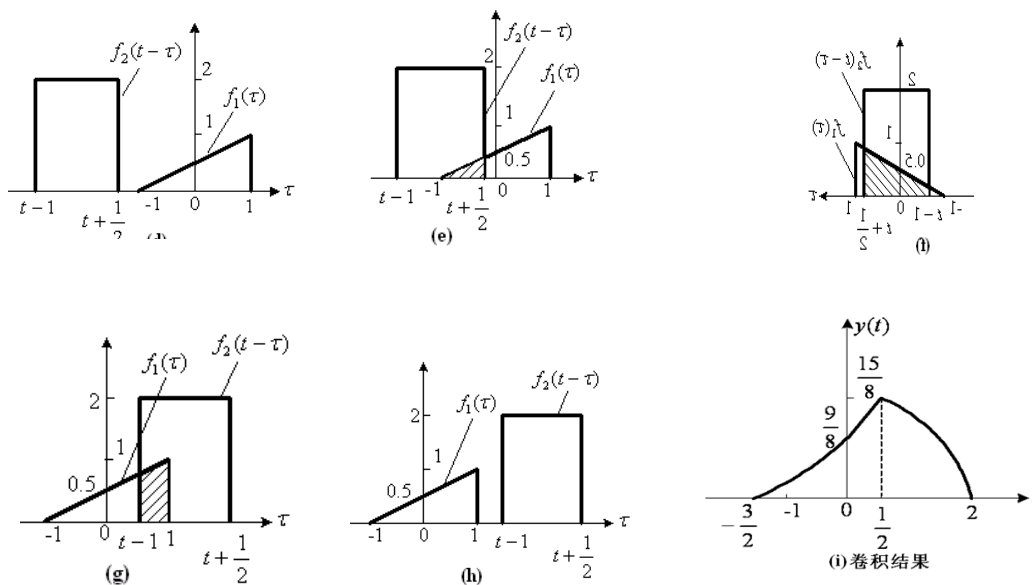 f₂(t−τ)
2
f₁(τ)
1
t−1
t+1/2
-1
1
τ
f₂(t−τ)
2
f₁(τ)
1
0.5
t−1
-1
t+1/2
0
1
τ
(e)
f₂(t−τ)
2
f₁(τ)
1
0.5
τ
1
t+1/2
0
t−1
-1
(f)
f₁(τ)
f₂(t−τ)
2
1
0.5
-1
0
t−1
1
t+1/2
τ
(g)
f₁(τ)
f₂(t−τ)
2
1
0.5
-1
0
1
t−1
t+1/2
τ
(h)
y(t)
15/8
9/8
−3/2
-1
0
1/2
2
(i) 卷积结果